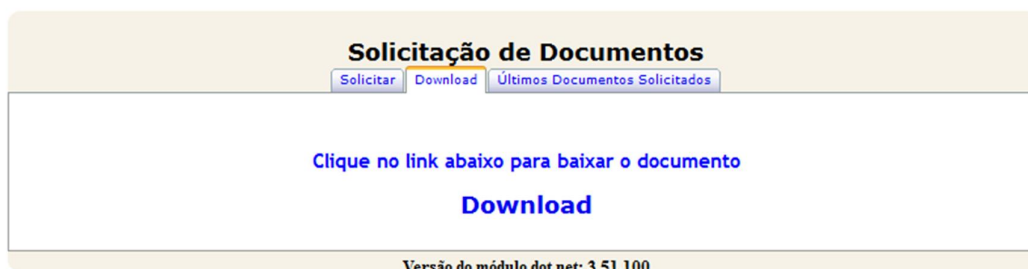 Solicitação de Documentos
Solicitar Download Últimos Documentos Solicitados
Clique no link abaixo para baixar o documento
Download
Versão do módulo dot net: 3.51.100